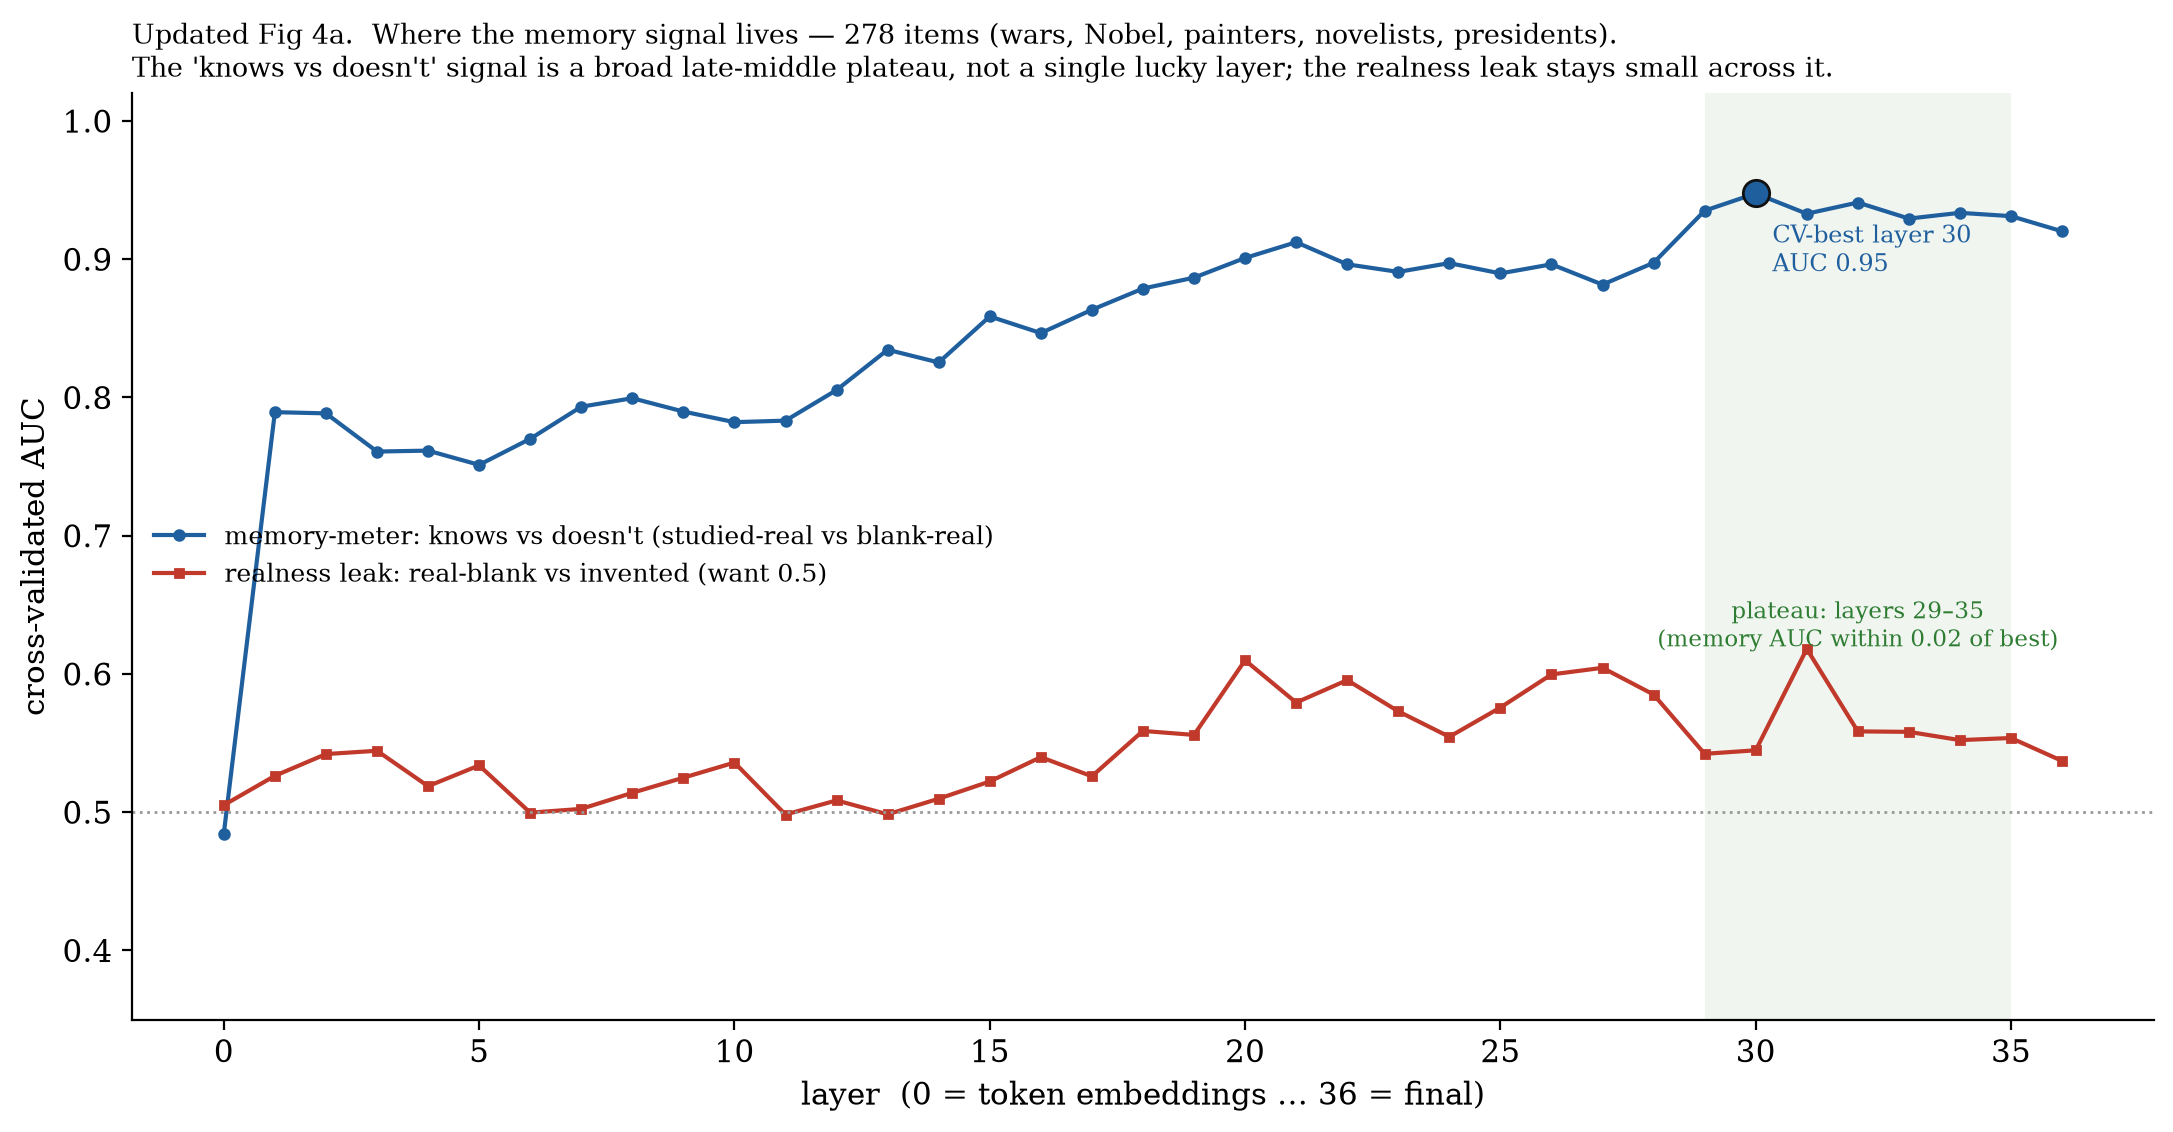 Updated Fig 4a.  Where the memory signal lives — 278 items (wars, Nobel, painters, novelists, presidents).
The 'knows vs doesn't' signal is a broad late-middle plateau, not a single lucky layer; the realness leak stays small across it.
cross-validated AUC
1.0
0.9
0.8
0.7
0.6
0.5
0.4
CV-best layer 30
AUC 0.95
memory-meter: knows vs doesn't (studied-real vs blank-real)
realness leak: real-blank vs invented (want 0.5)
plateau: layers 29–35
(memory AUC within 0.02 of best)
0 5 10 15 20 25 30 35
layer  (0 = token embeddings … 36 = final)